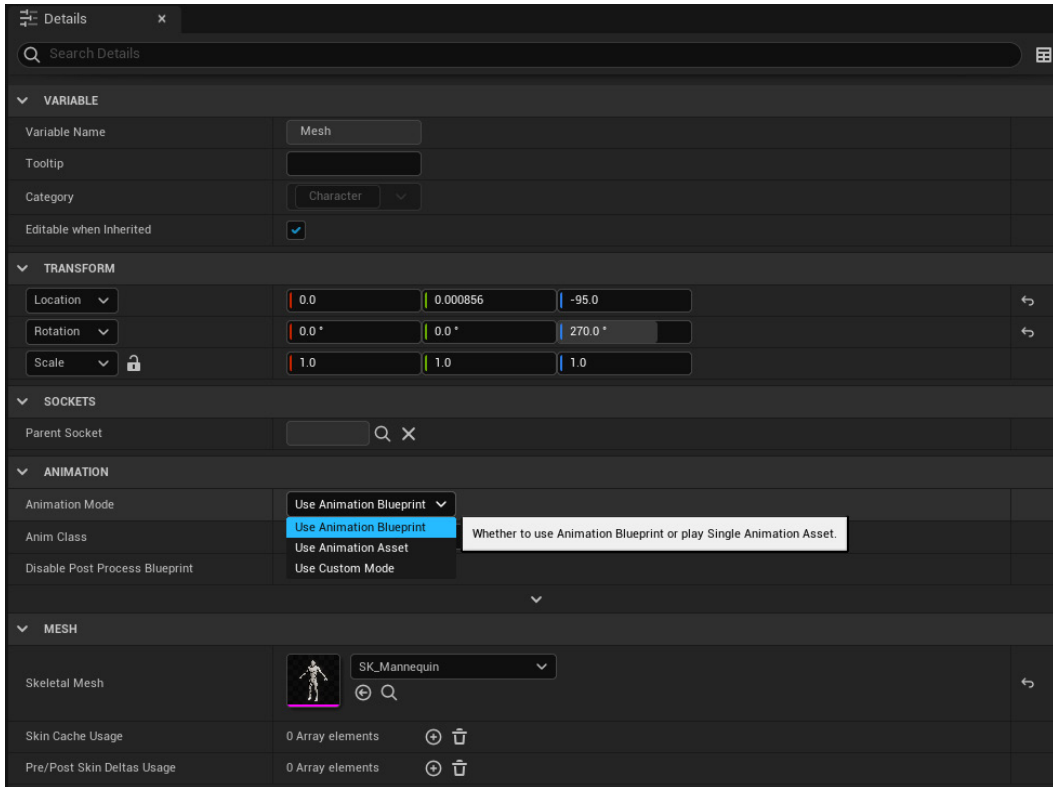 Details ×
Search Details
VARIABLE
Variable Name Mesh
Tooltip
Category Character
Editable when Inherited
TRANSFORM
Location 0.0 0.000856 -95.0
Rotation 0.0 ° 0.0 ° 270.0 °
Scale 1.0 1.0 1.0
SOCKETS
Parent Socket
ANIMATION
Animation Mode Use Animation Blueprint
Use Animation Blueprint
Whether to use Animation Blueprint or play Single Animation Asset.
Anim Class
Use Animation Asset
Disable Post Process Blueprint Use Custom Mode
MESH
SK_Mannequin
Skeletal Mesh
Skin Cache Usage 0 Array elements
Pre/Post Skin Deltas Usage 0 Array elements